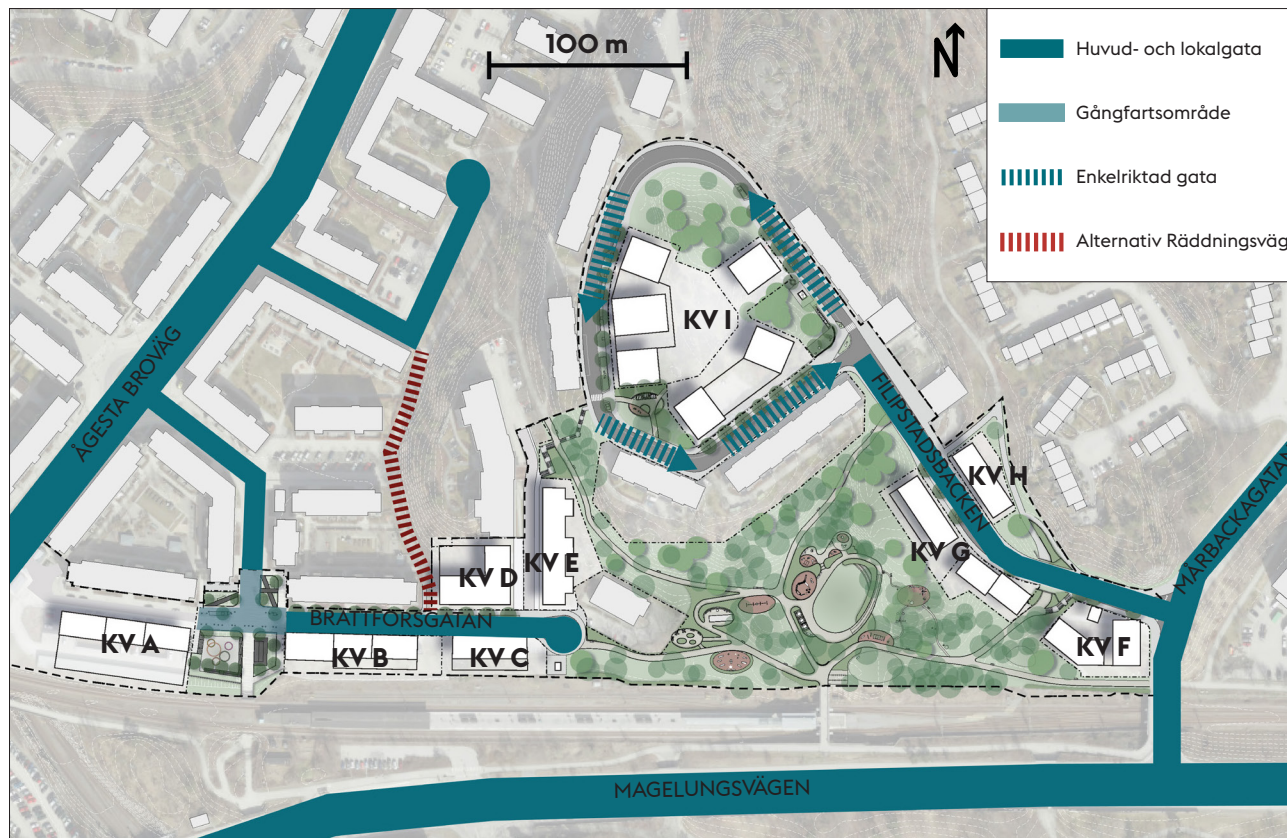 100 m
N
Huvud- och lokalgata
Gångfartsområde
Enkelriktad gata
Alternativ Räddningsväg
KV I
ÅGESTA BROVÄG
FILIPSTADSBACKEN
KV H
MÅRBACKAGATAN
KV G
KV E
KV D
BRATTFORSGATAN
KV A
KV B
KV C
KV F
MAGELUNGSVÄGEN